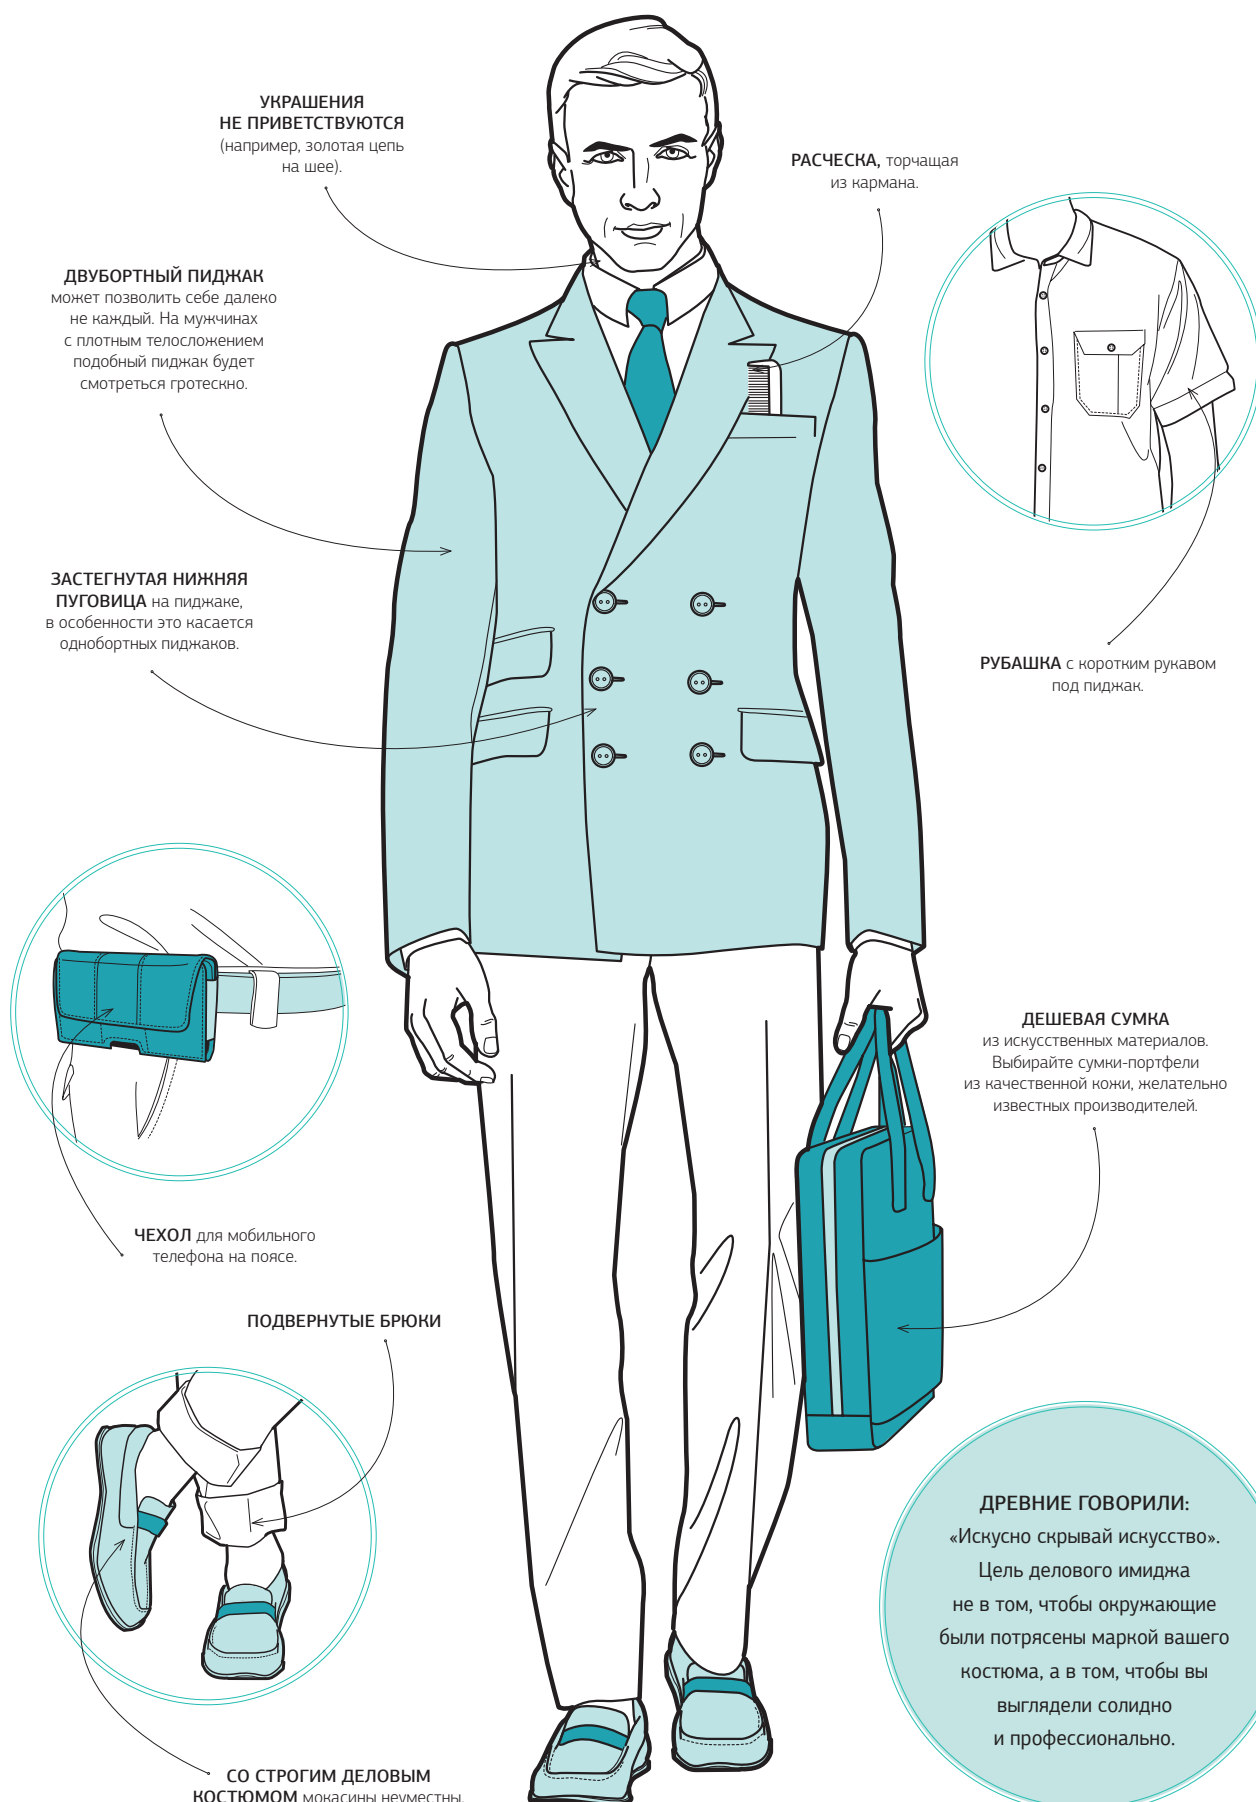 УКРАШЕНИЯ
НЕ ПРИВЕТСТВУЮТСЯ
(например, золотая цепь
на шее).
РАСЧЕСКА, торчащая
из кармана.
ДВУБОРТНЫЙ ПИДЖАК
может позволить себе далеко
не каждый. На мужчинах
с плотным телосложением
подобный пиджак будет
смотреться гротескно.
ЗАСТЕГНУТАЯ НИЖНЯЯ
ПУГОВИЦА на пиджаке,
в особенности это касается
однобортных пиджаков.
РУБАШКА с коротким рукавом
под пиджак.
ДЕШЕВАЯ СУМКА
из искусственных материалов.
Выбирайте сумки-портфели
из качественной кожи, желательно
известных производителей.
ЧЕХОЛ для мобильного
телефона на поясе.
ПОДВЕРНУТЫЕ БРЮКИ
ДРЕВНИЕ ГОВОРИЛИ:
«Искусно скрывай искусство».
Цель делового имиджа
не в том, чтобы окружающие
были потрясены маркой вашего
костюма, а в том, чтобы вы
выглядели солидно
и профессионально.
СО СТРОГИМ ДЕЛОВЫМ
КОСТЮМОМ мокасины неуместны.